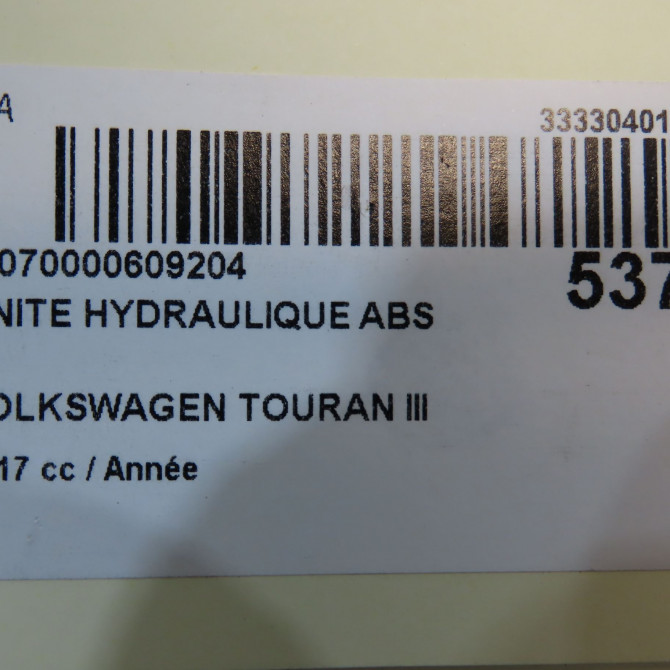 A
33330401
070000609204
537
NITE HYDRAULIQUE ABS
OLKSWAGEN TOURAN III
17 cc / Année